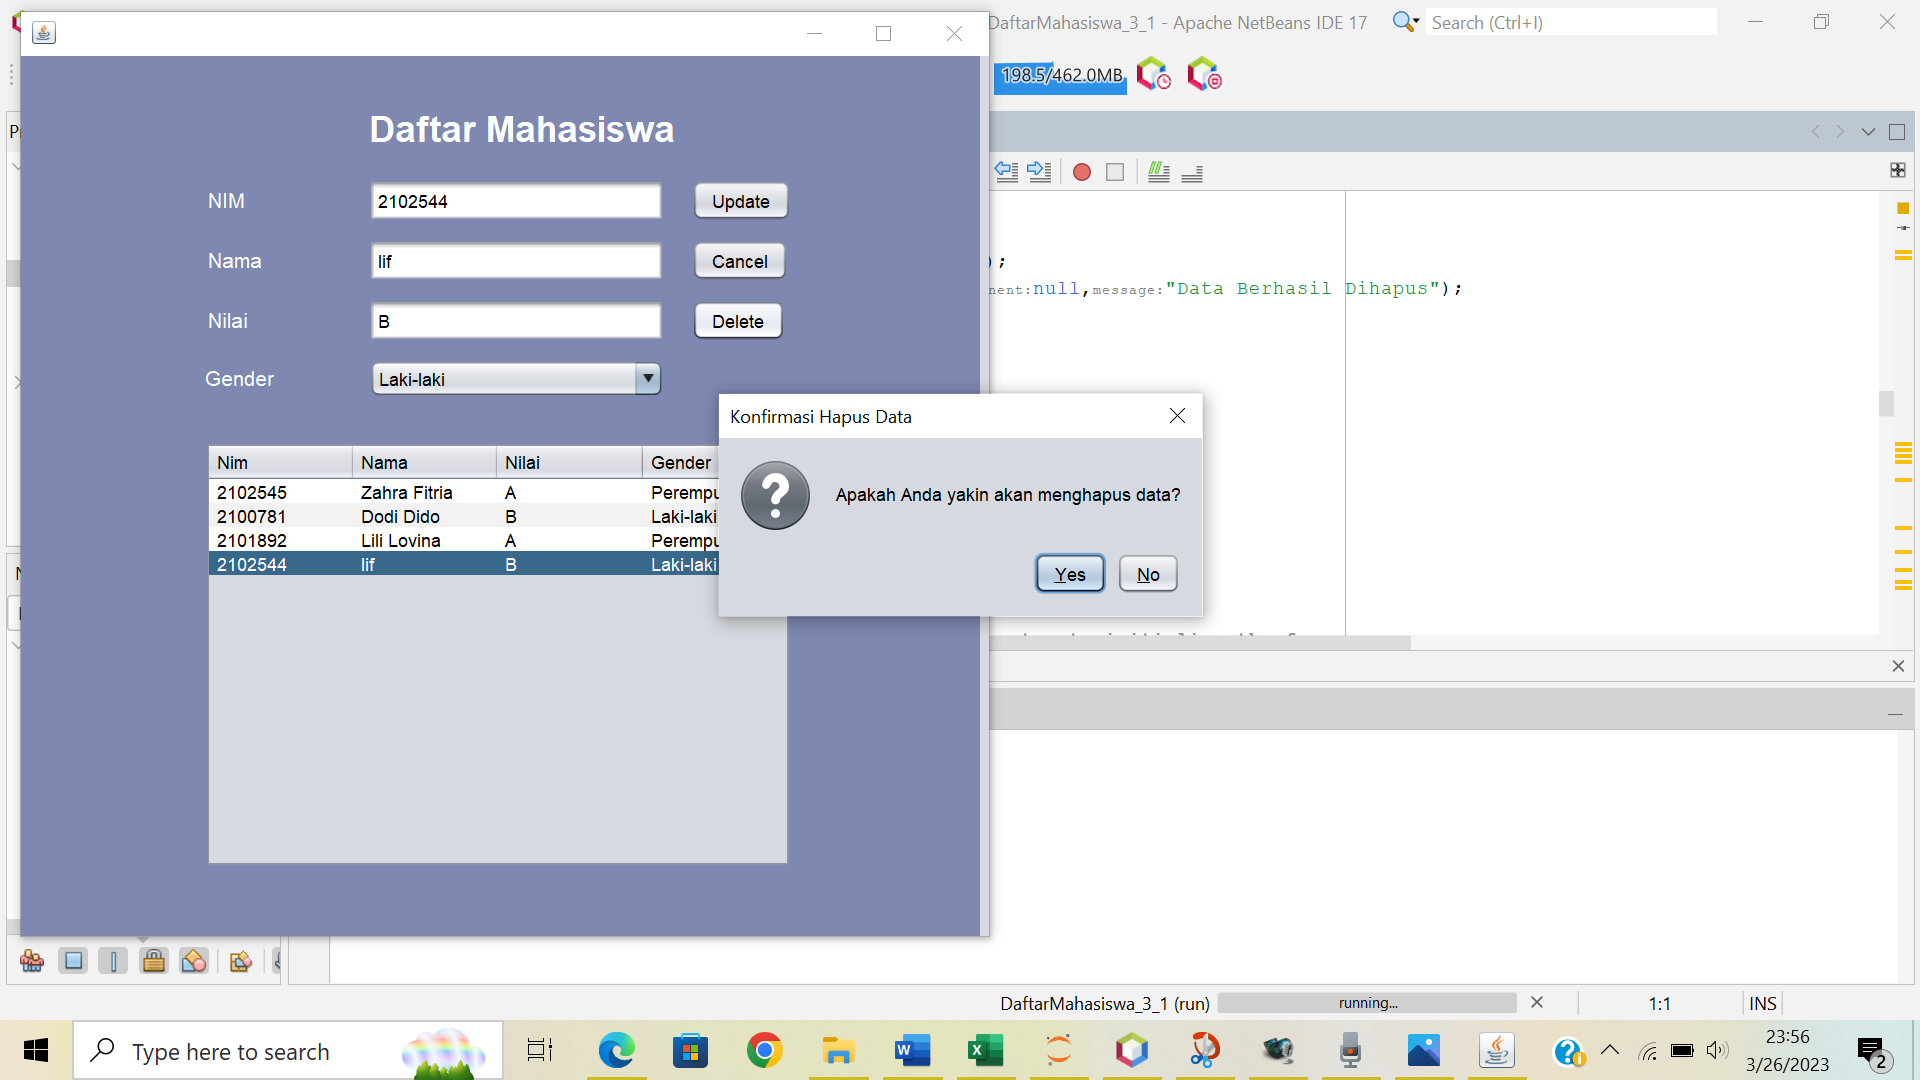 DaftarMahasiswa_3_1 - Apache NetBeans IDE 17
Search (Ctrl+I)
198.5/462.0MB
Daftar Mahasiswa
NIM
2102544
Update
Nama
lif
Cancel
Nilai
B
Delete
Gender
Laki-laki
);
nent:null,message:"Data Berhasil Dihapus");
Konfirmasi Hapus Data
Apakah Anda yakin akan menghapus data?
Yes
No
Nim Nama Nilai Gender
2102545 Zahra Fitria A Perempu
2100781 Dodi Dido B Laki-laki
2101892 Lili Lovina A Perempu
2102544 lif B Laki-laki
DaftarMahasiswa_3_1 (run)
running...
1:1
INS
Type here to search
23:56
3/26/2023
2